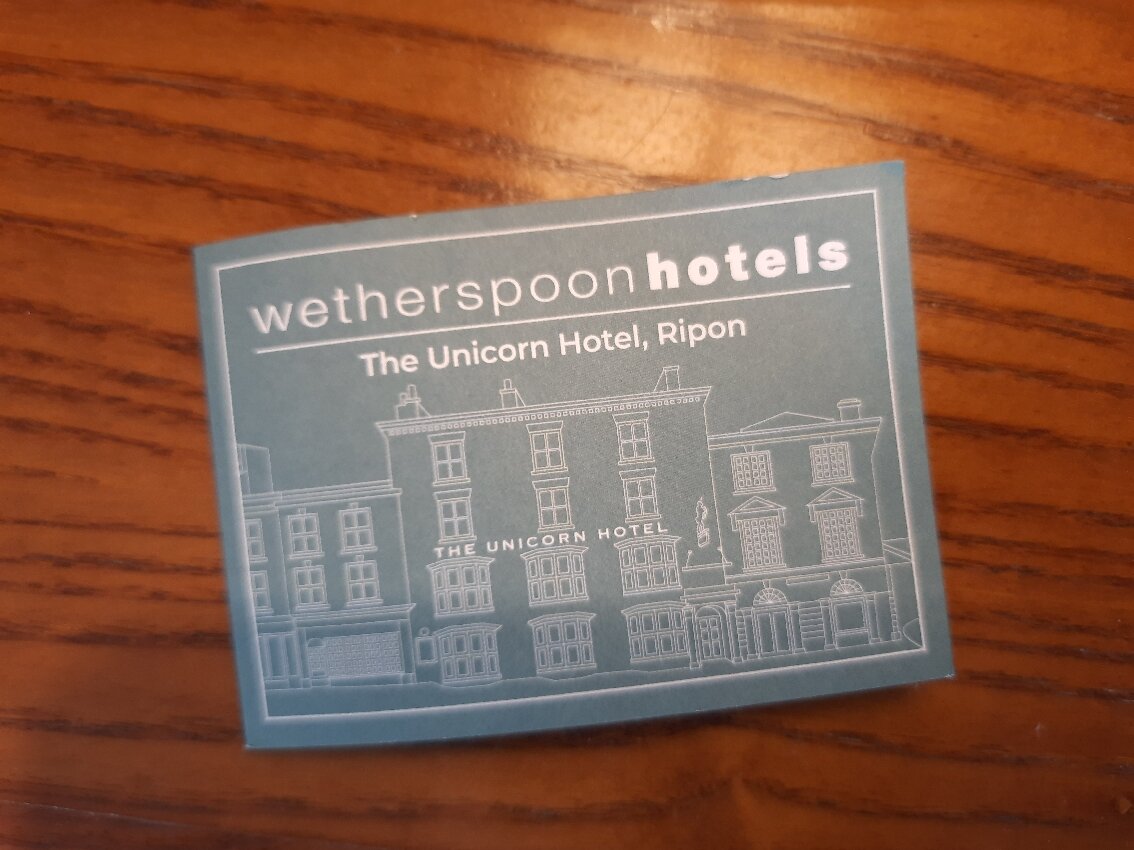 wetherspoonhotels
The Unicorn Hotel, Ripon
THE UNICORN HOTEL